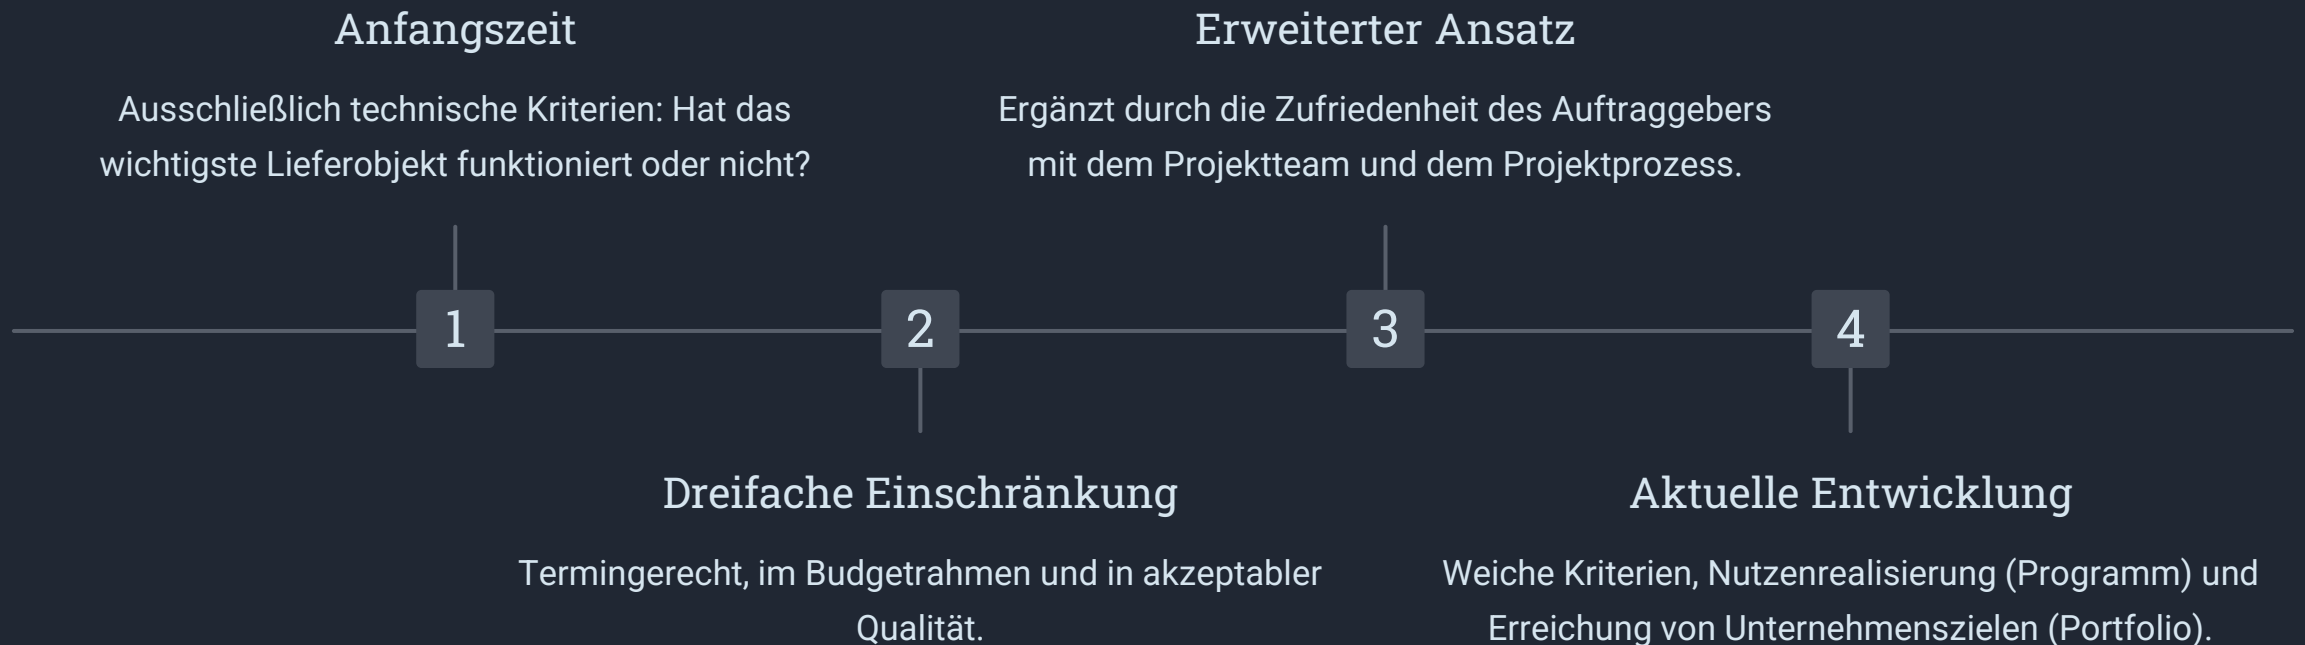 Anfangszeit
Ausschließlich technische Kriterien: Hat das
wichtigste Lieferobjekt funktioniert oder nicht?
Erweiterter Ansatz
Ergänzt durch die Zufriedenheit des Auftraggebers
mit dem Projektteam und dem Projektprozess.
1
2
3
4
Dreifache Einschränkung
Termingerecht, im Budgetrahmen und in akzeptabler
Qualität.
Aktuelle Entwicklung
Weiche Kriterien, Nutzenrealisierung (Programm) und
Erreichung von Unternehmenszielen (Portfolio).